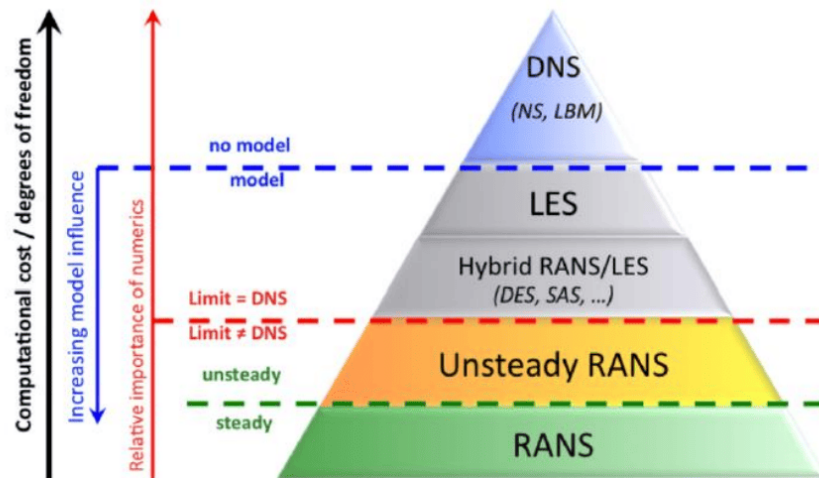 Computational cost / degrees of freedom
Increasing model influence
Relative importance of numerics
DNS
(NS, LBM)
no model
model
LES
Hybrid RANS/LES
(DES, SAS, ...)
Limit = DNS
Limit ≠ DNS
Unsteady RANS
unsteady
steady
RANS